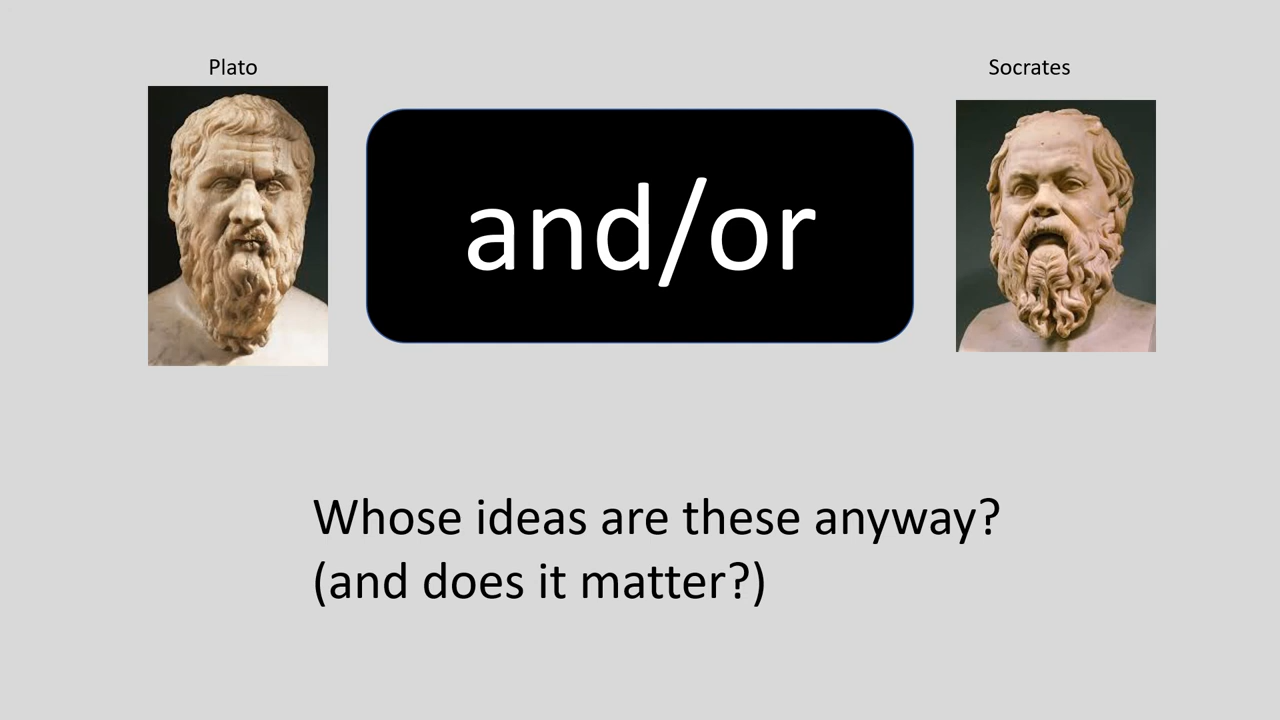 Plato
Socrates
and/or
Whose ideas are these anyway?
(and does it matter?)